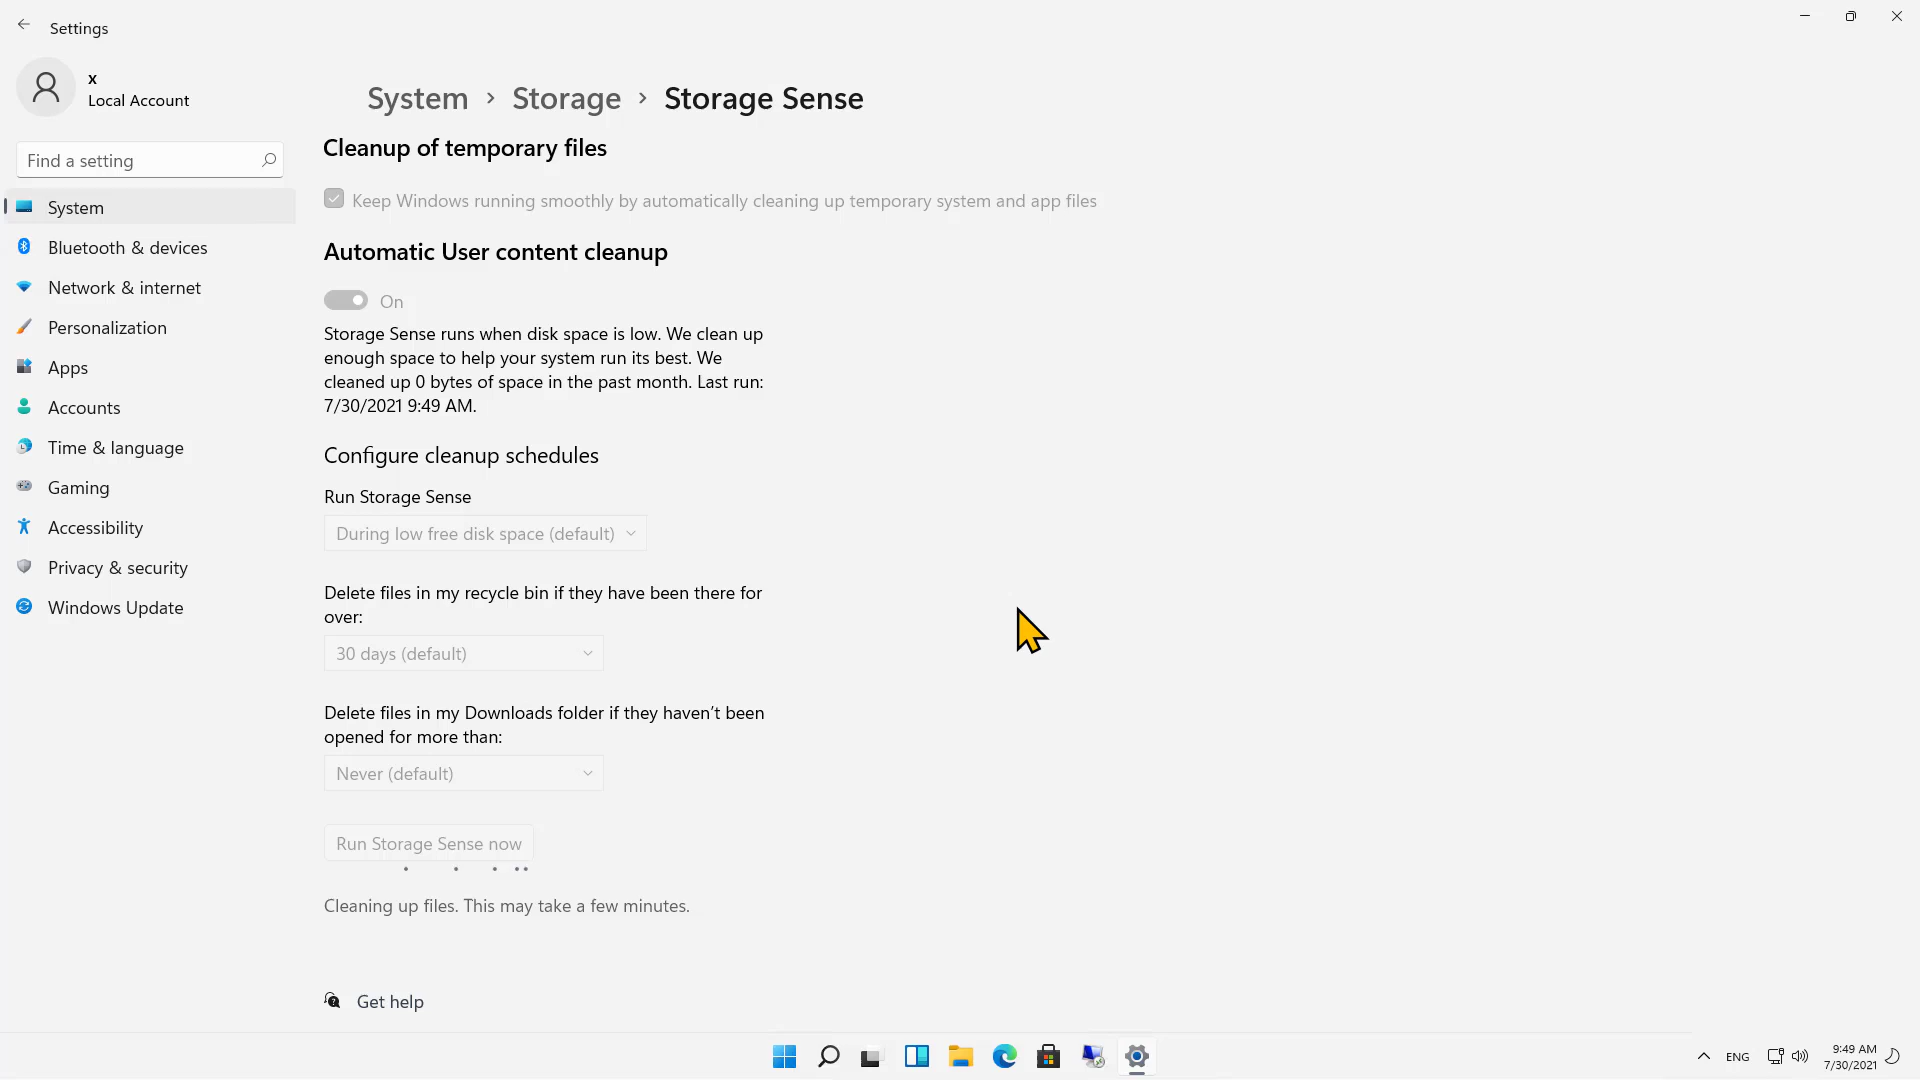 Settings
x
Local Account
Find a setting
System
Bluetooth & devices
Network & internet
Personalization
Apps
Accounts
Time & language
Gaming
Accessibility
Privacy & security
Windows Update
System > Storage > Storage Sense
Cleanup of temporary files
Keep Windows running smoothly by automatically cleaning up temporary system and app files
Automatic User content cleanup
On
Storage Sense runs when disk space is low. We clean up
enough space to help your system run its best. We
cleaned up 0 bytes of space in the past month. Last run:
7/30/2021 9:49 AM.
Configure cleanup schedules
Run Storage Sense
During low free disk space (default)
Delete files in my recycle bin if they have been there for
over:
30 days (default)
Delete files in my Downloads folder if they haven’t been
opened for more than:
Never (default)
Run Storage Sense now
Cleaning up files. This may take a few minutes.
Get help
ENG
9:49 AM
7/30/2021